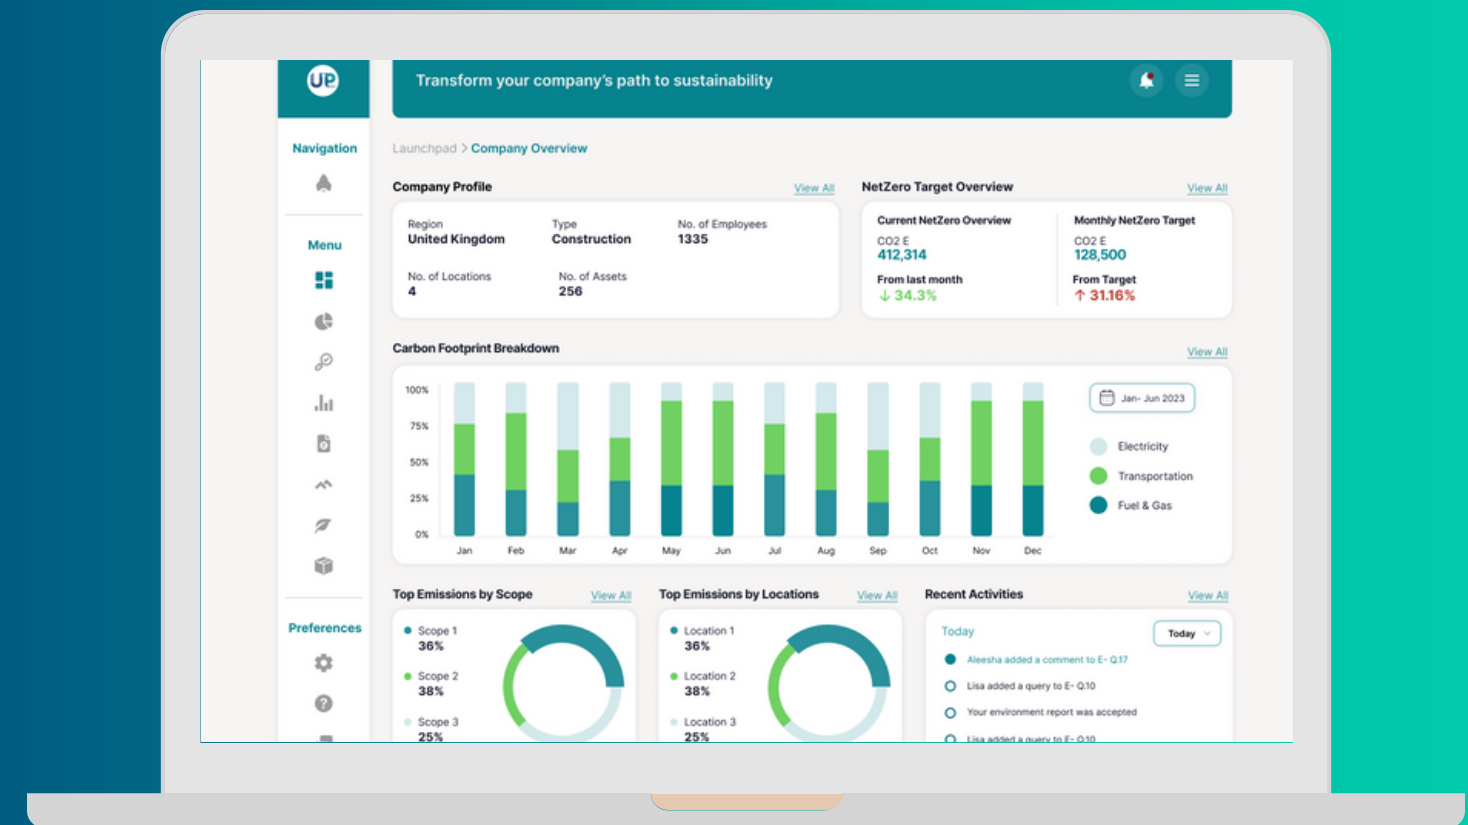 UP
Transform your company's path to sustainability
Navigation
Menu
Preferences
Launchpad > Company Overview
Company Profile
View All
Region
United Kingdom
Type
Construction
No. of Employees
1335
No. of Locations
4
No. of Assets
256
NetZero Target Overview
View All
Current NetZero Overview
CO2 E
412,314
From last month
↓ 34.3%
Monthly NetZero Target
CO2 E
128,500
From Target
↑ 31.16%
Carbon Footprint Breakdown
View All
100%
75%
50%
25%
0%
Jan Feb Mar Apr May Jun Jul Aug Sep Oct Nov Dec
Jan- Jun 2023
Electricity
Transportation
Fuel & Gas
Top Emissions by Scope
View All
Scope 1
36%
Scope 2
38%
Scope 3
25%
Top Emissions by Locations
View All
Location 1
36%
Location 2
38%
Location 3
25%
Recent Activities
View All
Today
Today
Aleesha added a comment to E- Q.17
Lisa added a query to E- Q.10
Your environment report was accepted
Lisa added a query to E- Q.10